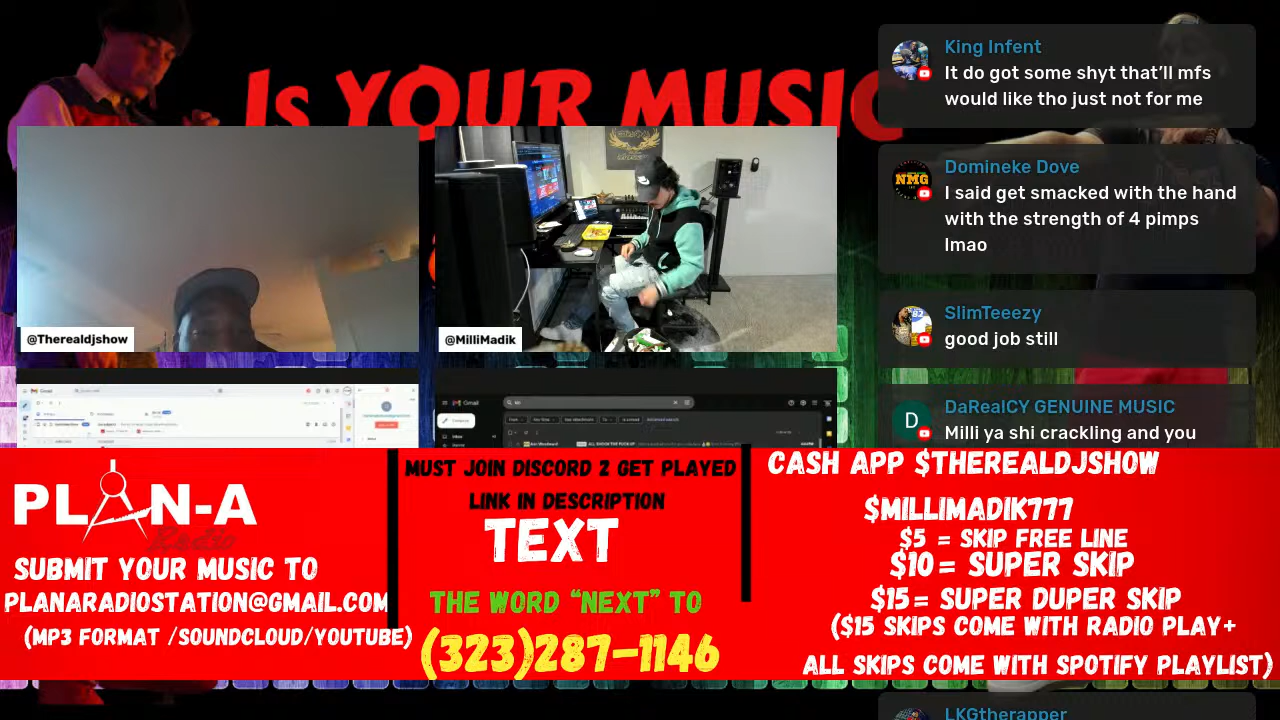 Is YOUR MUSIC
King Infent
It do got some shyt that'll mfs
would like tho just not for me
Domineke Dove
NMG
I said get smacked with the hand
with the strength of 4 pimps
lmao
SlimTeeezy
good job still
DaRealCY GENUINE MUSIC
D
Milli ya shi crackling and you
@Therealdjshow
@MilliMadik
Gmail
Gmail
PLAN-A
Radio
SUBMIT YOUR MUSIC TO
PLANARADIOSTATION@GMAIL.COM
(MP3 FORMAT /SOUNDCLOUD/YOUTUBE)
MUST JOIN DISCORD 2 GET PLAYED
LINK IN DESCRIPTION
TEXT
THE WORD “NEXT” TO
(323)287-1146
CASH APP $THEREALDJSHOW
$MILLIMADIK777
$5 = SKIP FREE LINE
$10= SUPER SKIP
$15= SUPER DUPER SKIP
($15 SKIPS COME WITH RADIO PLAY+
ALL SKIPS COME WITH SPOTIFY PLAYLIST)
LKGtherapper